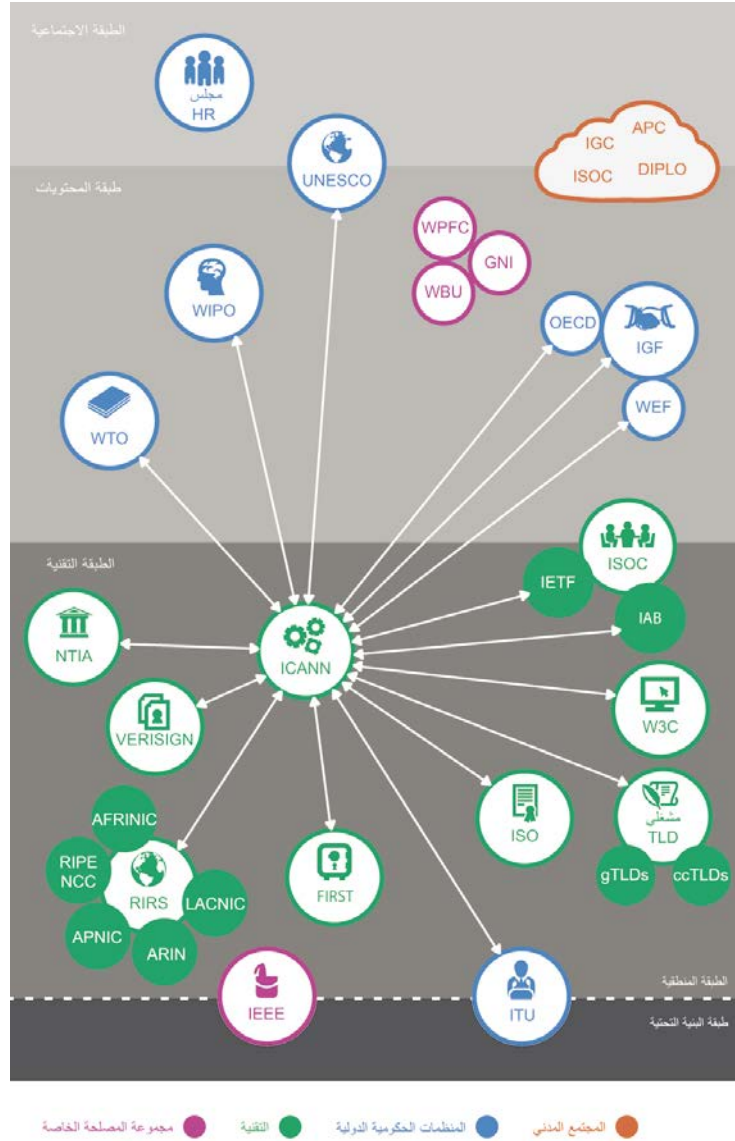 الطبقة الاجتماعية
مجلس
HR
UNESCO
IGC
APC
ISOC
DIPLO
طبقة المحتويات
WPFC
GNI
WBU
WIPO
OECD
IGF
WEF
WTO
الطبقة التقنية
ISOC
IETF
IAB
NTIA
ICANN
W3C
VERISIGN
ISO
مشغلي
TLD
gTLDs
ccTLDs
AFRINIC
RIPE
NCC
RIRS
LACNIC
APNIC
ARIN
FIRST
الطبقة المنطقية
IEEE
ITU
طبقة البنية التحتية
المجتمع المدني
المنظمات الحكومية الدولية
التقنية
مجموعة المصلحة الخاصة